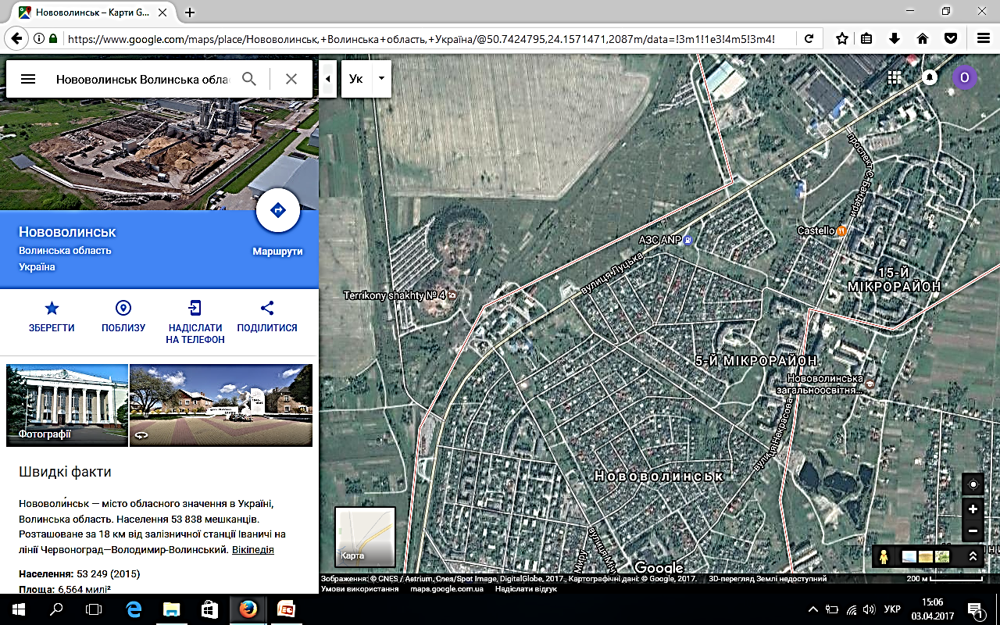 Нововолинськ – Карти G...
https://www.google.com/maps/place/Нововолинськ,+Волинська+область,+Україна/@50.7424795,24.1571471,2087m/data=!3m1!1e3!4m5!3m4!
Нововолинськ Волинська обла
Ук
O
Нововолинськ
Волинська область
Україна
Маршрути
ЗБЕРЕГТИ
ПОБЛИЗУ
НАДІСЛАТИ НА ТЕЛЕФОН
ПОДІЛИТИСЯ
Фотографії
Швидкі факти
Нововоли́нськ — місто обласного значення в Україні,
Волинська область. Населення 53 838 мешканців.
Розташоване за 18 км від залізничної станції Іваничі на
лінії Червоноград—Володимир-Волинський. Вікіпедія
Населення: 53 249 (2015)
Площа: 6,564 милі²
проспект С.Бандери
Castello
АЗС ANP
вулиця Луцька
15-Й
МІКРОРАЙОН
Terrikony shakhty № 4
5-Й МІКРОРАЙОН
Нововолинська
загальноосвітня...
вулиця Некрасова
Нововолинськ
Миру
Карта
Google
Зображення: © CNES / Astrium, Cnes/Spot Image, DigitalGlobe, 2017., Картографічні дані: © Google, 2017.
3D-перегляд Землі недоступний
200 м
Умови використання
maps.google.com.ua
Надіслати відгук
УКР
15:06
03.04.2017
1